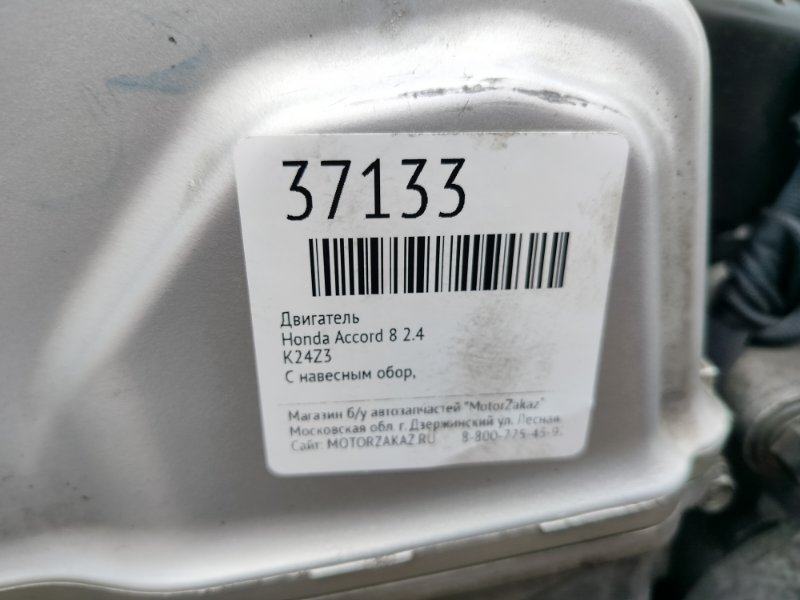 37133
Двигатель
Honda Accord 8 2.4
K24Z3
С навесным обор,
Магазин б/у автозапчастей "MotorZakaz"
Московская обл. г. Дзержинский ул. Лесная
Сайт: MOTORZAKAZ.RU 8-800-775-45-9